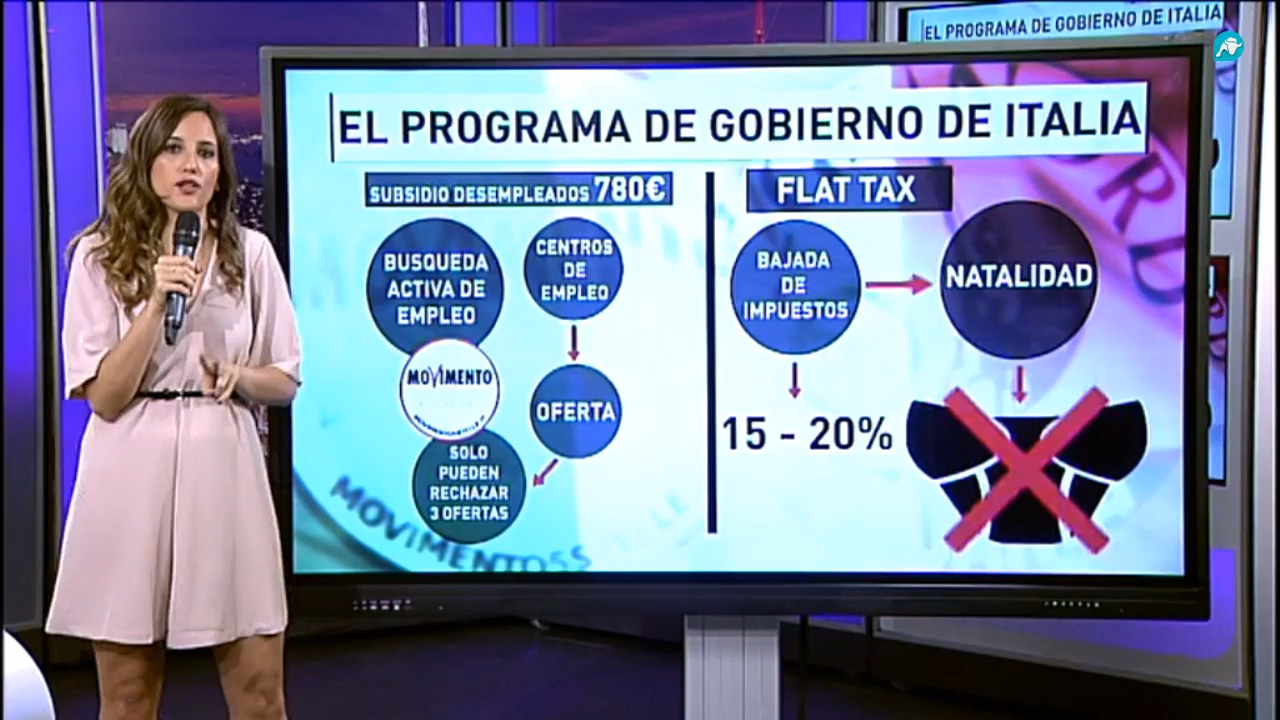 EL PROGRAMA DE GOBIERNO DE ITALIA
EL PROGRAMA DE GOBIERNO DE ITALIA
SUBSIDIO DESEMPLEADOS 780€
BUSQUEDA
ACTIVA DE
EMPLEO
CENTROS
DE
EMPLEO
MOVIMENTO
OFERTA
SOLO
PUEDEN
RECHAZAR
3 OFERTAS
MOVIMENTO5S
FLAT TAX
BAJADA
DE
IMPUESTOS
NATALIDAD
15 - 20%